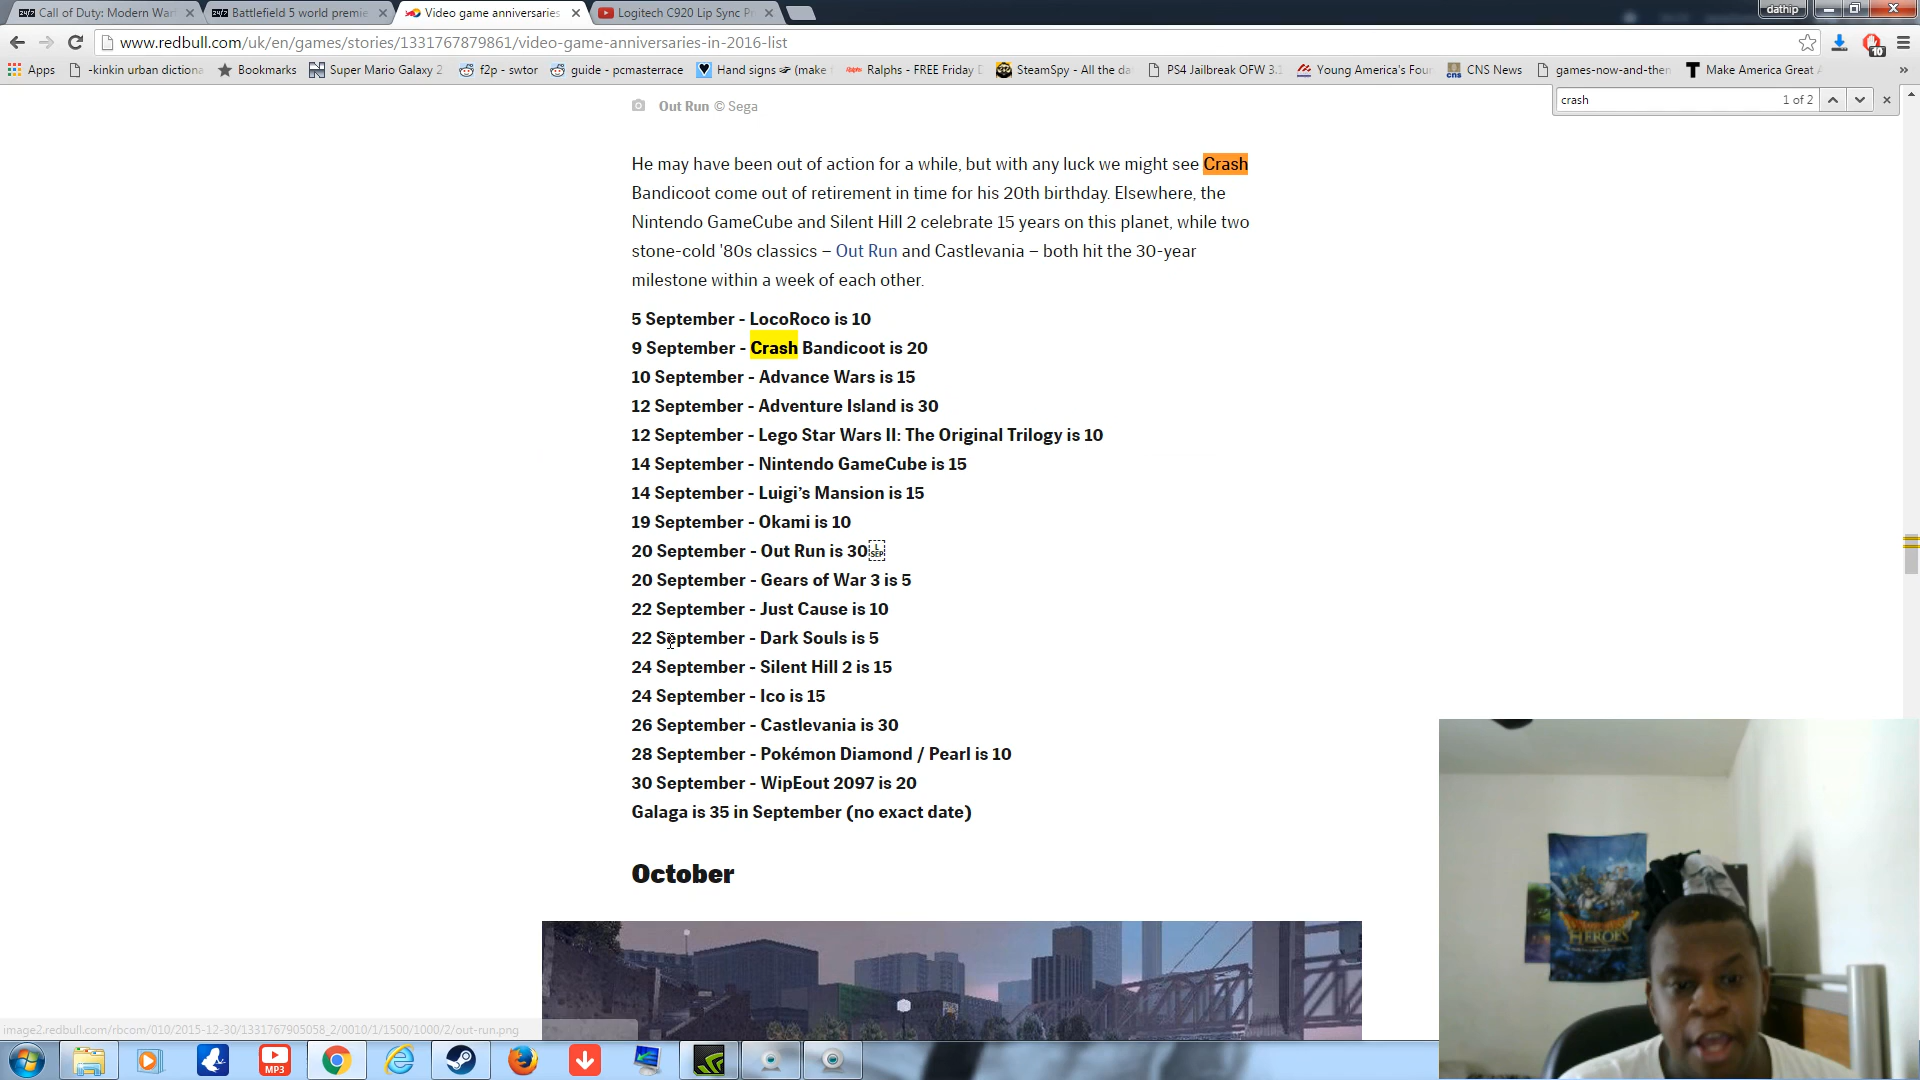 Call of Duty: Modern War
Battlefield 5 world premie
Video game anniversaries
Logitech C920 Lip Sync Pr
dathip
www.redbull.com/uk/en/games/stories/1331767879861/video-game-anniversaries-in-2016-list
10
Apps
-kinkin urban dictiona
Bookmarks
Super Mario Galaxy 2
f2p - swtor
guide - pcmasterrace
Hand signs ☞ (make
Ralphs - FREE Friday
SteamSpy - All the da
PS4 Jailbreak OFW 3.
Young America's Fou
CNS News
games-now-and-then
Make America Great
»
crash
1 of 2
Out Run © Sega
He may have been out of action for a while, but with any luck we might see Crash
Bandicoot come out of retirement in time for his 20th birthday. Elsewhere, the
Nintendo GameCube and Silent Hill 2 celebrate 15 years on this planet, while two
stone-cold '80s classics – Out Run and Castlevania – both hit the 30-year
milestone within a week of each other.
5 September - LocoRoco is 10
9 September - Crash Bandicoot is 20
10 September - Advance Wars is 15
12 September - Adventure Island is 30
12 September - Lego Star Wars II: The Original Trilogy is 10
14 September - Nintendo GameCube is 15
14 September - Luigi's Mansion is 15
19 September - Okami is 10
20 September - Out Run is 30 L SEP
20 September - Gears of War 3 is 5
22 September - Just Cause is 10
22 September - Dark Souls is 5
24 September - Silent Hill 2 is 15
24 September - Ico is 15
26 September - Castlevania is 30
28 September - Pokémon Diamond / Pearl is 10
30 September - WipEout 2097 is 20
Galaga is 35 in September (no exact date)
October
image2.redbull.com/rbcom/010/2015-12-30/1331767905058_2/0010/1/1500/1000/2/out-run.png
MP3
HEROES